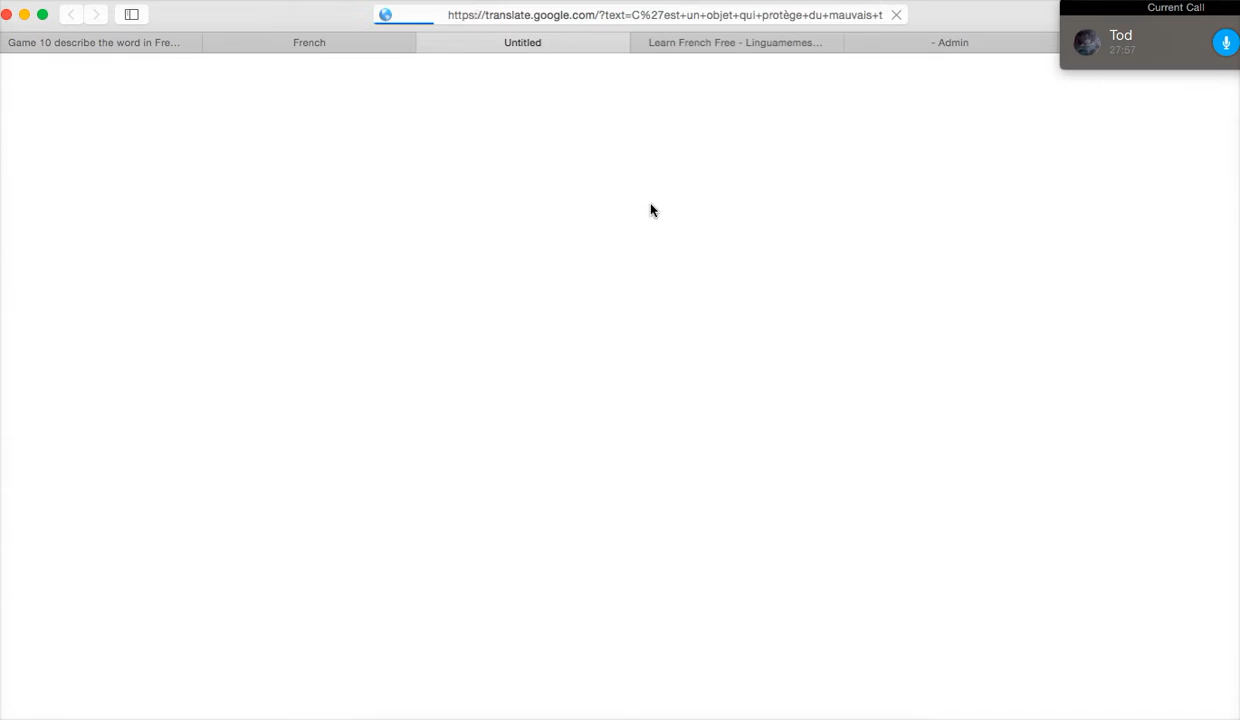 https://translate.google.com/?text=C%27est+un+objet+qui+protège+du+mauvais+t
Current Call
Game 10 describe the word in Fre...
French
Untitled
Learn French Free - Linguamemes...
- Admin
Tod
27:57